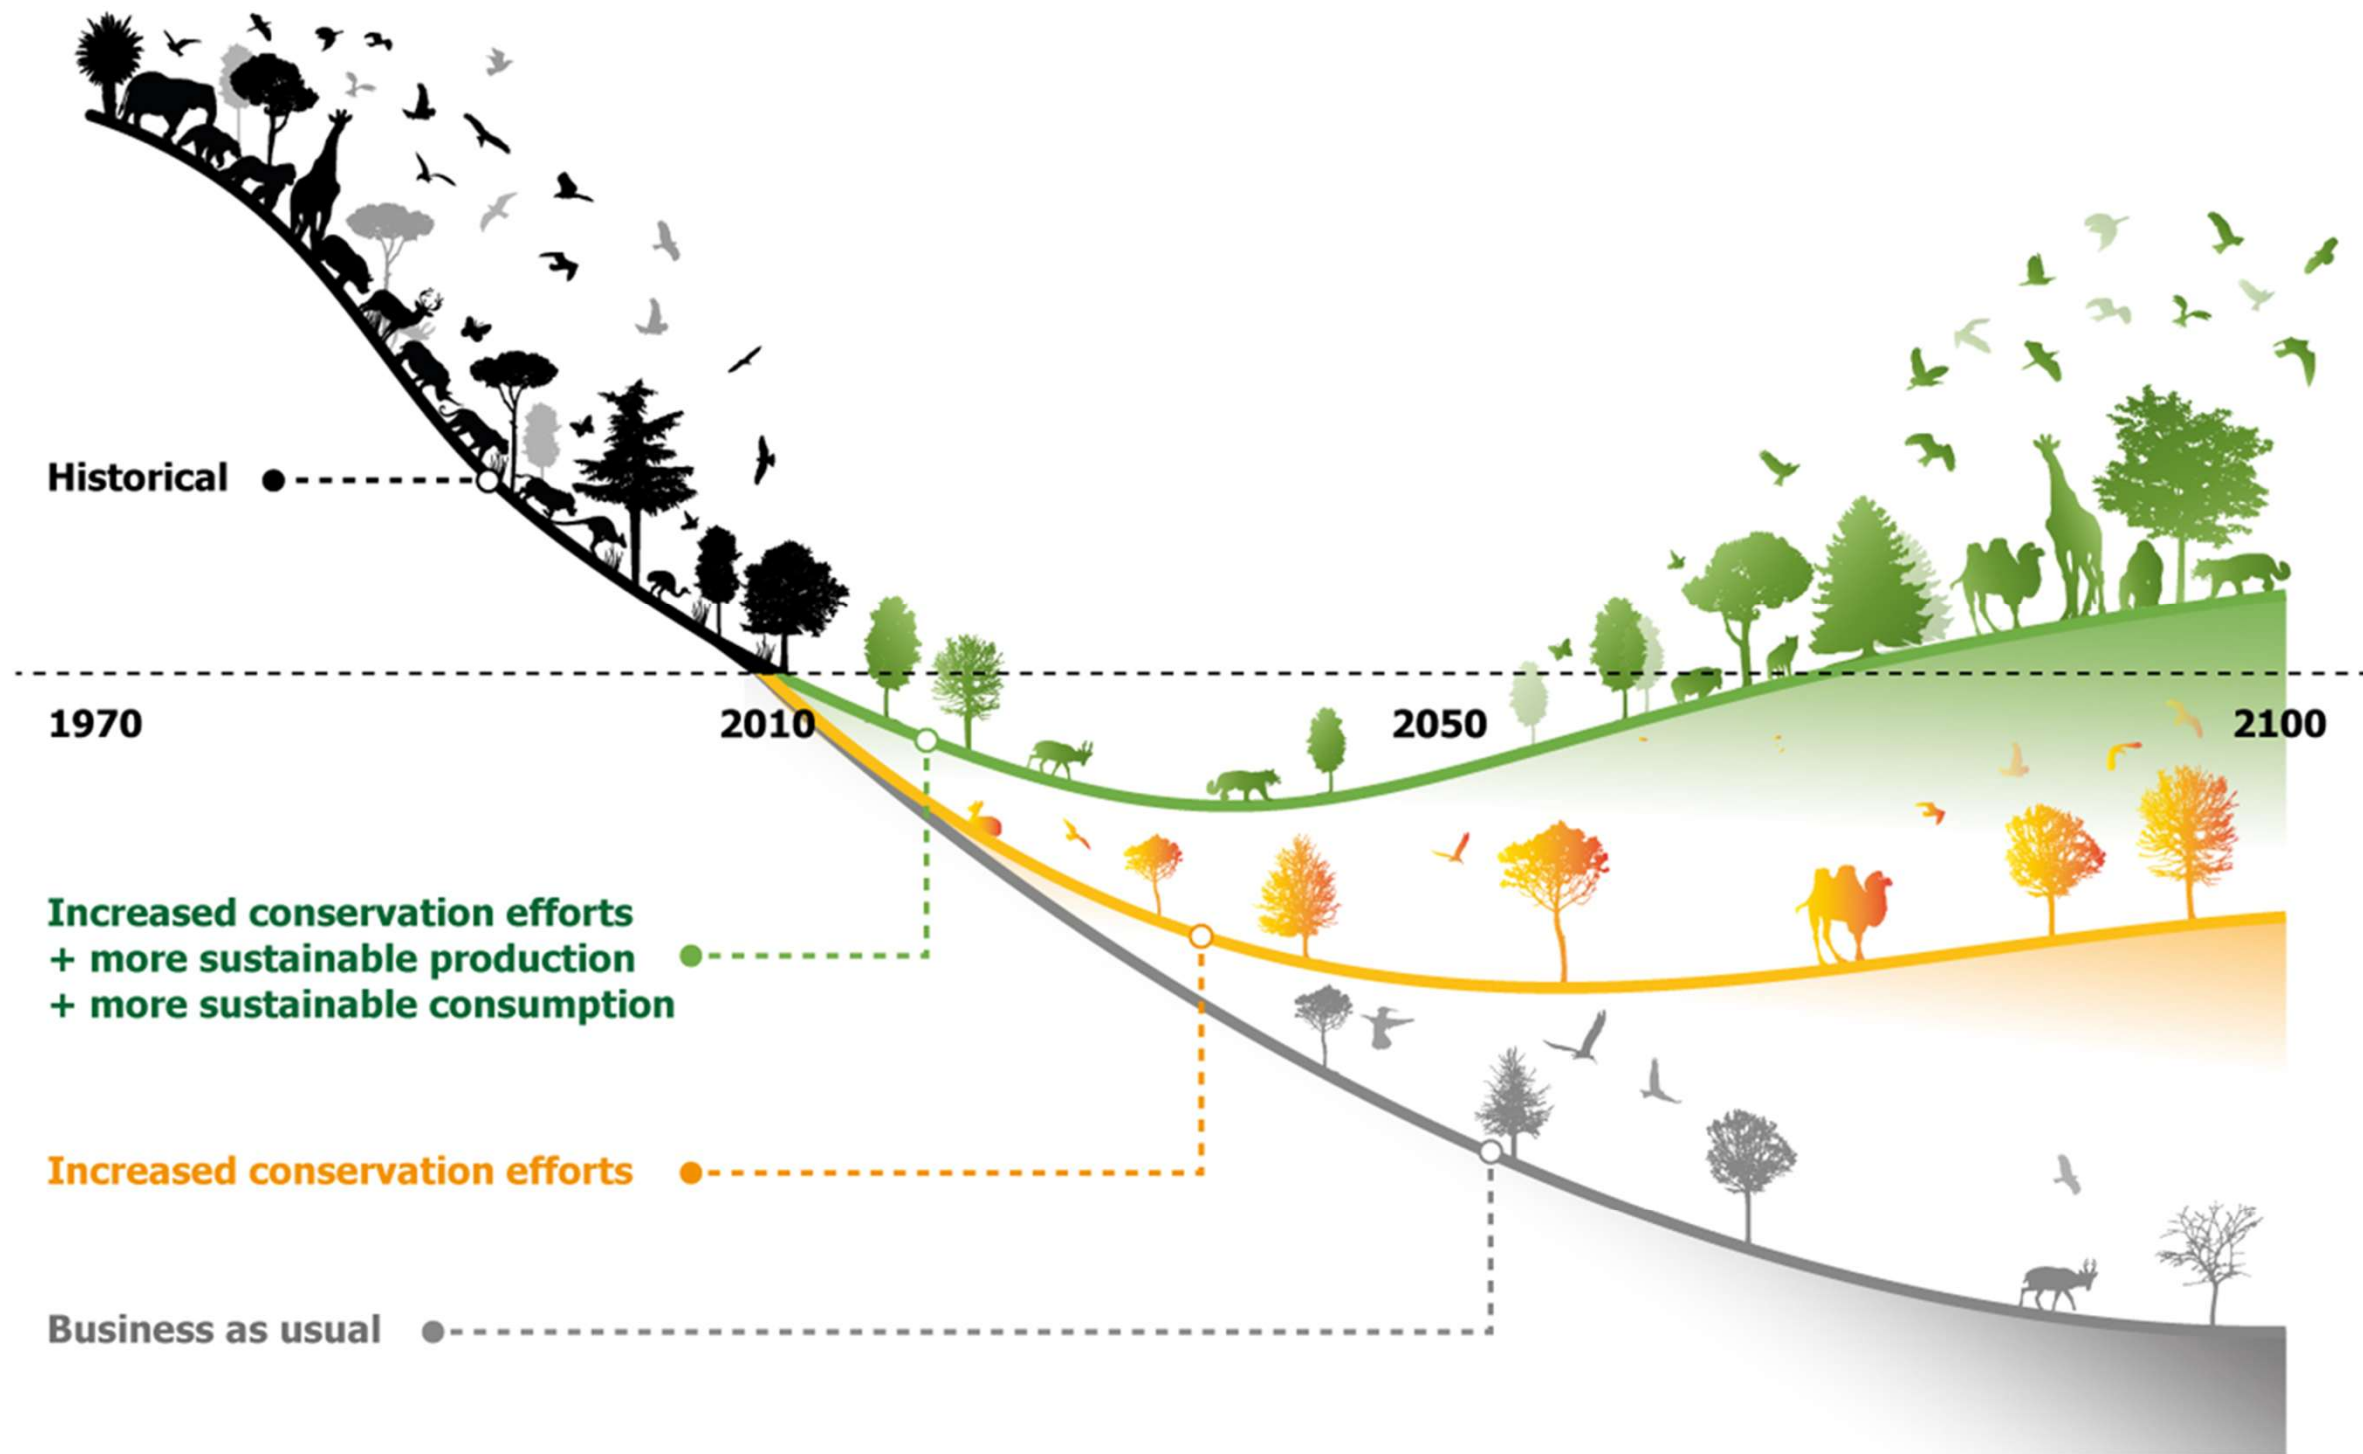 Historical
1970
2010
2050
2100
Increased conservation efforts
+ more sustainable production
+ more sustainable consumption
Increased conservation efforts
Business as usual